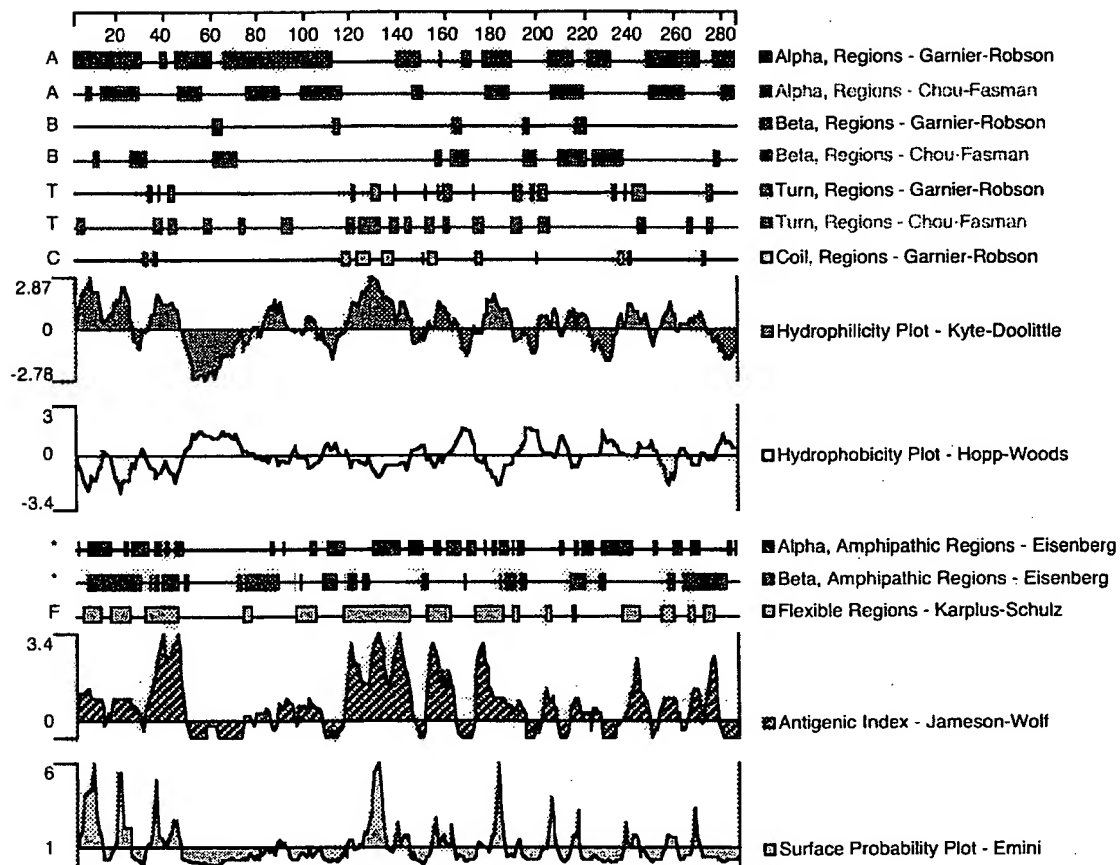 20 40 60 80 100 120 140 160 180 200 220 240 260 280
A Alpha, Regions - Garnier-Robson
A Alpha, Regions - Chou-Fasman
B Beta, Regions - Garnier-Robson
B Beta, Regions - Chou-Fasman
T Turn, Regions - Garnier-Robson
T Turn, Regions - Chou-Fasman
C Coil, Regions - Garnier-Robson
2.87
0 Hydrophilicity Plot - Kyte-Doolittle
-2.78
3
0 Hydrophobicity Plot - Hopp-Woods
-3.4
* Alpha, Amphipathic Regions - Eisenberg
* Beta, Amphipathic Regions - Eisenberg
F Flexible Regions - Karplus-Schulz
3.4
0 Antigenic Index - Jameson-Wolf
6
1 Surface Probability Plot - Emini